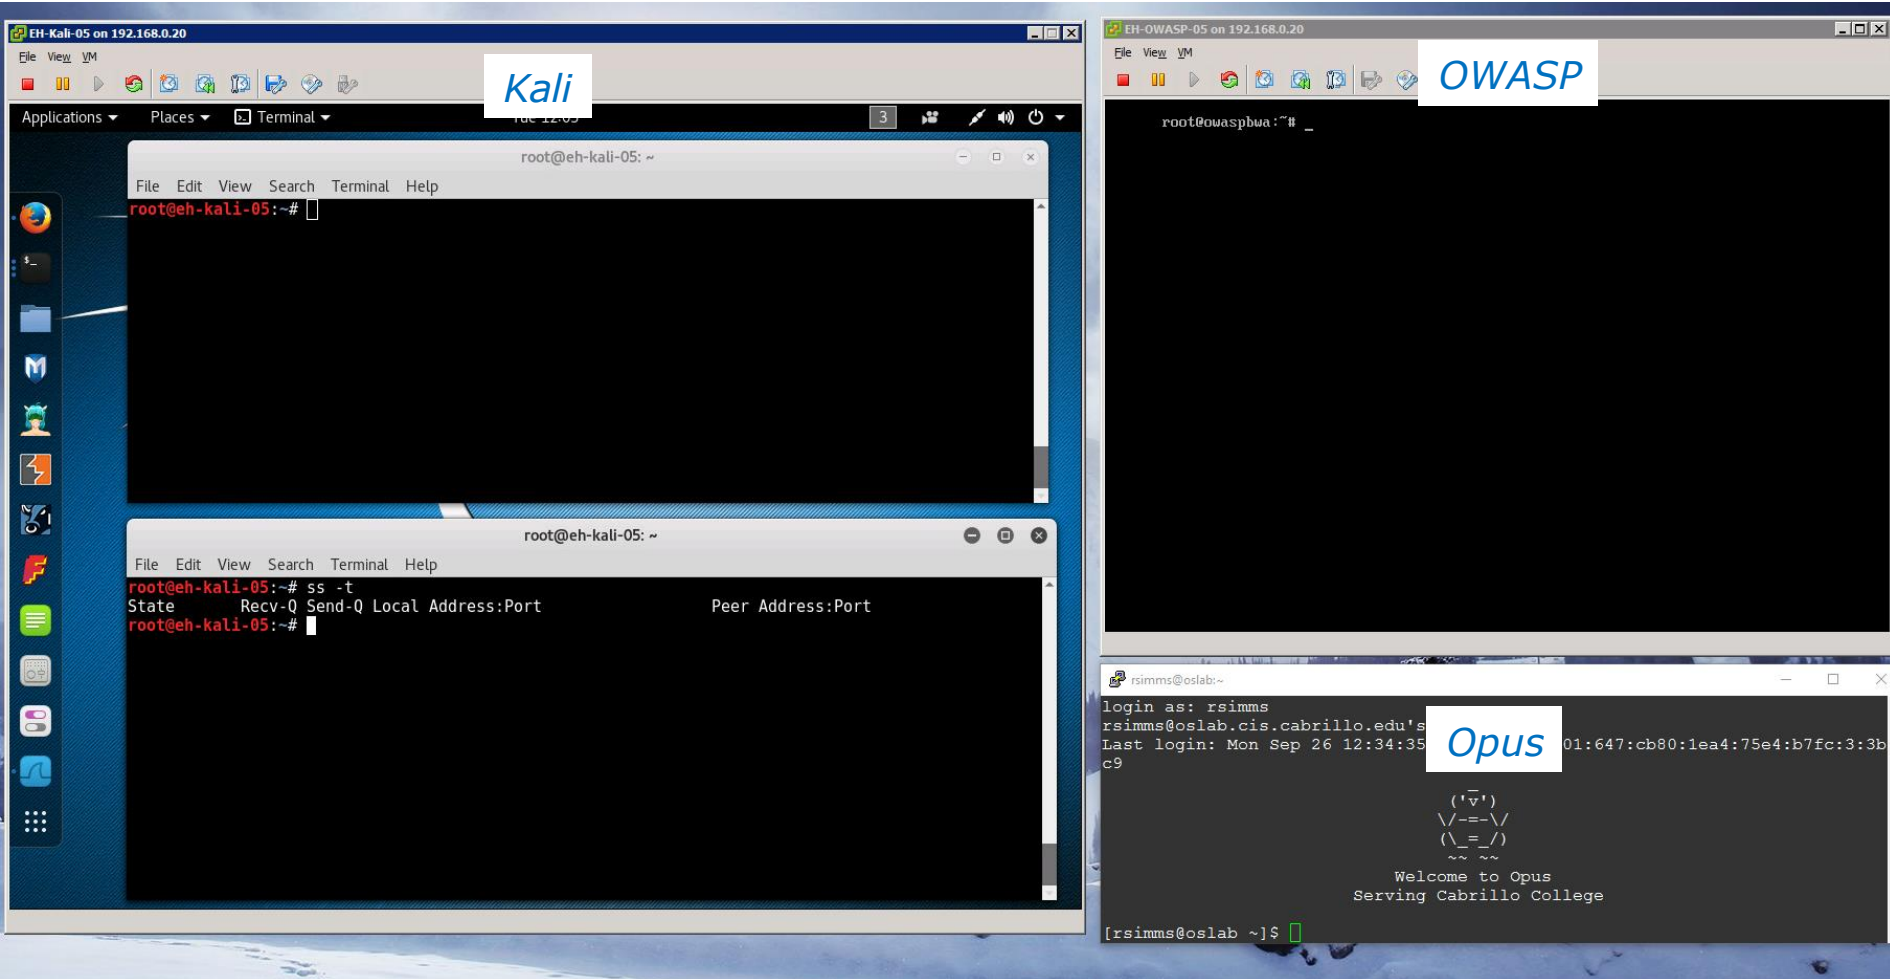 EH-Kali-05 on 192.168.0.20
File View VM
Kali
Applications Places Terminal
3
root@eh-kali-05: ~
File Edit View Search Terminal Help
root@eh-kali-05:~#
$_
root@eh-kali-05: ~
File Edit View Search Terminal Help
root@eh-kali-05:~# ss -t
State Recv-Q Send-Q Local Address:Port Peer Address:Port
root@eh-kali-05:~#
EH-OWASP-05 on 192.168.0.20
File View VM
OWASP
root@owaspbwa:~# _
rsimms@oslab:~
login as: rsimms
rsimms@oslab.cis.cabrillo.edu's
Last login: Mon Sep 26 12:34:35 01:647:cb80:1ea4:75e4:b7fc:3:3b
c9
Opus
_
('v')
\/-=-\/
(\_=_/)
~~ ~~
Welcome to Opus
Serving Cabrillo College
[rsimms@oslab ~]$